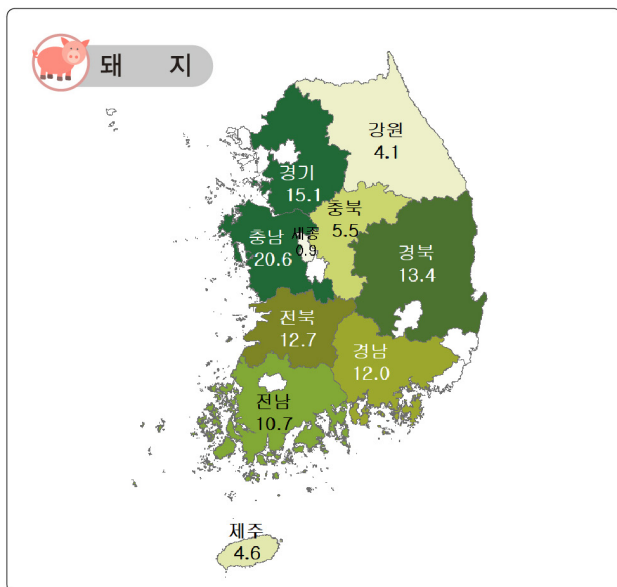 돼 지
강원
4.1
경기
15.1
충북
5.5
세종
0.9
충남
20.6
경북
13.4
전북
12.7
경남
12.0
전남
10.7
제주
4.6